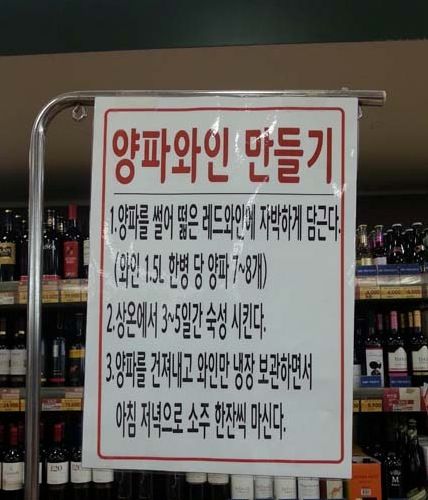 양파와인 만들기
1.양파를 썰어 떫은 레드와인에 자박하게 담근다.
(와인 1.5L 한병 당 양파 7~8개)
2.상온에서 3~5일간 숙성 시킨다.
3.양파를 건져내고 와인만 냉장 보관하면서
아침 저녁으로 소주 한잔씩 마신다.